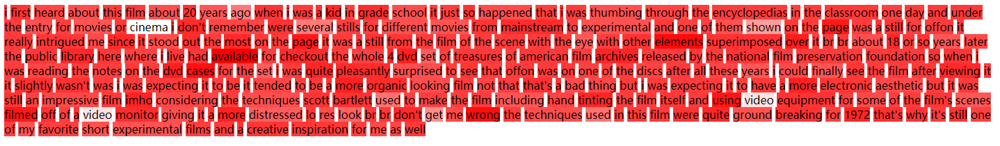 i first heard about this film about 20 years ago when i was a kid in grade school it just so happened that i was thumbing through the encyclopedias in the classroom one day and under
the entry for movies or cinema i don't remember were several stills for different movies from mainstream to experimental and one of them shown on the page was a still for offon it
really intrigued me since it stood out the most on the page it was a still from the film of the scene with the eye with other elements superimposed over it br br about 18 or so years later
the public library here where i live had available for checkout the whole 4 dvd set of treasures of american film archives released by the national film preservation foundation so when i
was reading the notes on the dvd cases for the set i was quite pleasantly surprised to see that offon was on one of the discs after all these years i could finally see the film after viewing it
it slightly wasn't was i was expecting it to be it tended to be a more organic looking film not that that's a bad thing but i was expecting it to have a more electronic aesthetic but it was
still an impressive film imho considering the techniques scott bartlett used to make the film including hand tinting the film itself and using video equipment for some of the film's scenes
filmed off of a video monitor giving it a more distressed lo res look br br don't get me wrong the techniques used in this film were quite ground breaking for 1972 that's why it's still one
of my favorite short experimental films and a creative inspiration for me as well